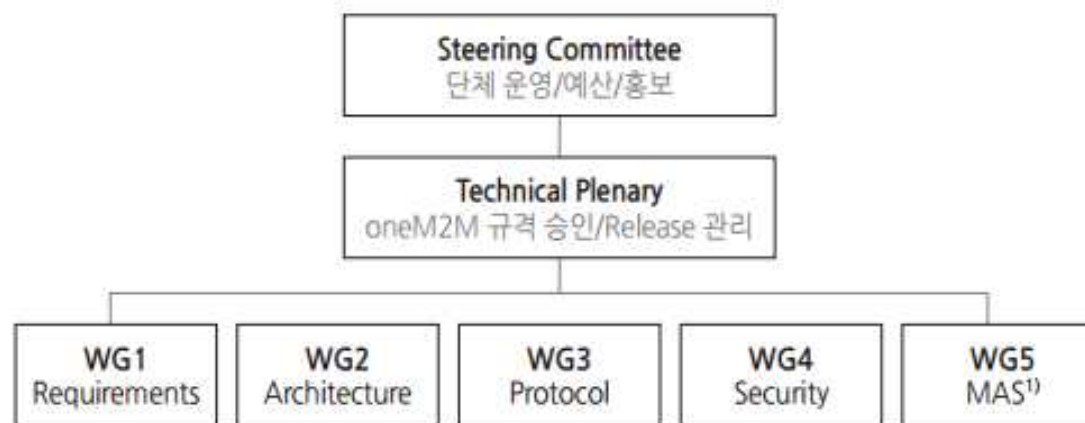 Steering Committee
단체 운영/예산/홍보
Technical Plenary
oneM2M 규격 승인/Release 관리
WG1
Requirements
WG2
Architecture
WG3
Protocol
WG4
Security
WG5
MAS¹⁾